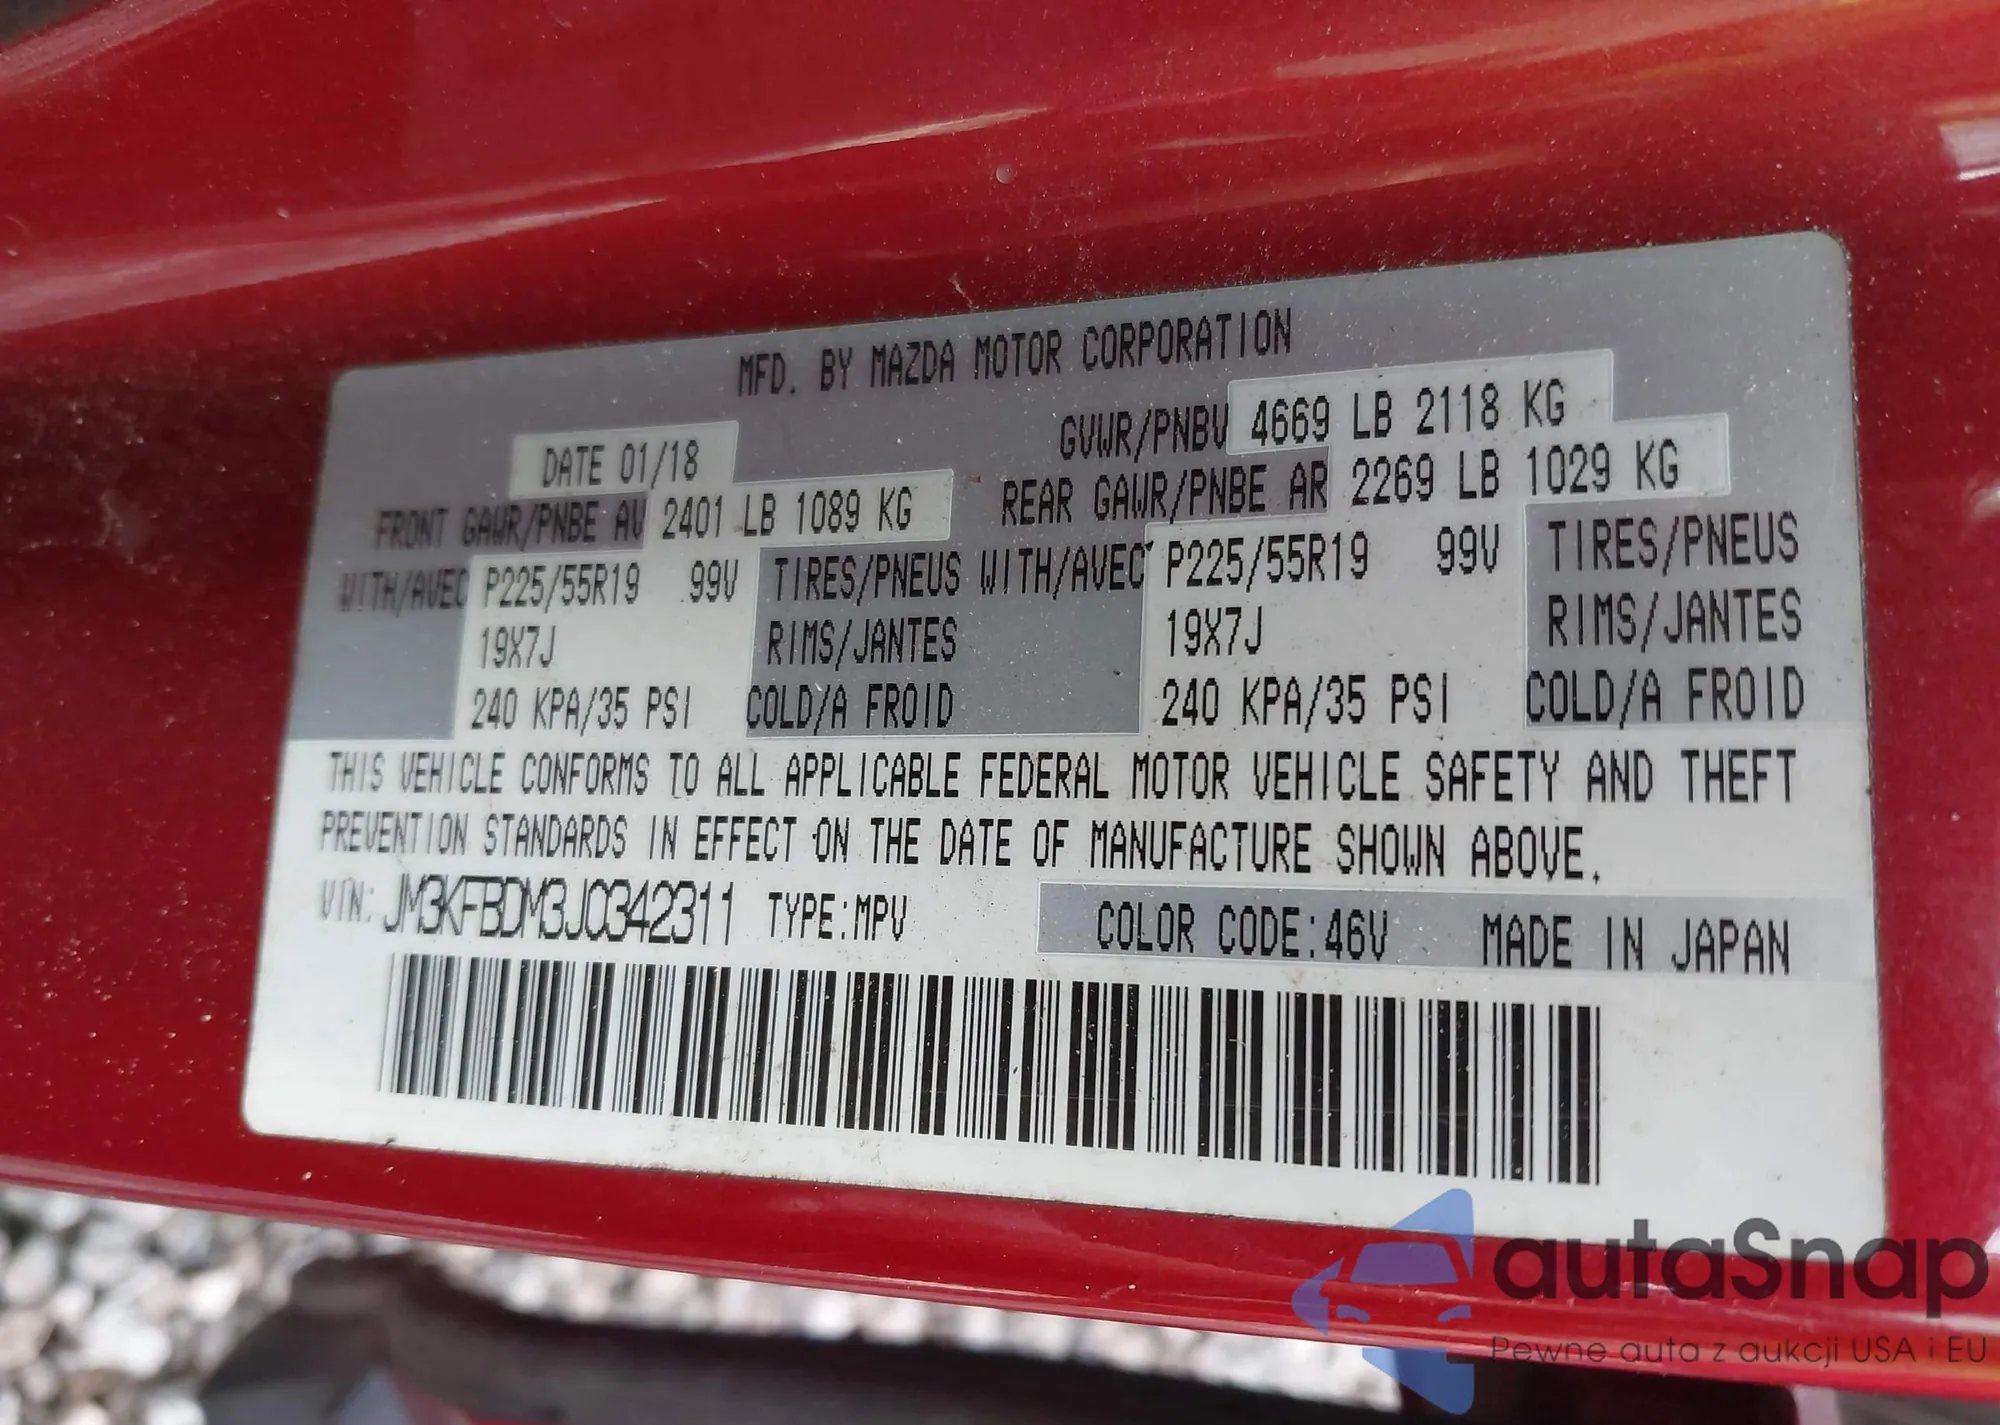 MFD. BY MAZDA MOTOR CORPORATION
DATE 01/18 GVWR/PNBV 4669 LB 2118 KG
FRONT GAWR/PNBE AV 2401 LB 1089 KG REAR GAWR/PNBE AR 2269 LB 1029 KG
WITH/AVEC P225/55R19 99V TIRES/PNEUS WITH/AVEC P225/55R19 99V TIRES/PNEUS
19X7J RIMS/JANTES 19X7J RIMS/JANTES
240 KPA/35 PSI COLD/A FROID 240 KPA/35 PSI COLD/A FROID
THIS VEHICLE CONFORMS TO ALL APPLICABLE FEDERAL MOTOR VEHICLE SAFETY AND THEFT
PREVENTION STANDARDS IN EFFECT ON THE DATE OF MANUFACTURE SHOWN ABOVE.
VIN: JM3KFBDM3J0342311 TYPE:MPV COLOR CODE:46V MADE IN JAPAN
autaSnap
Pewne auta z aukcji USA i EU